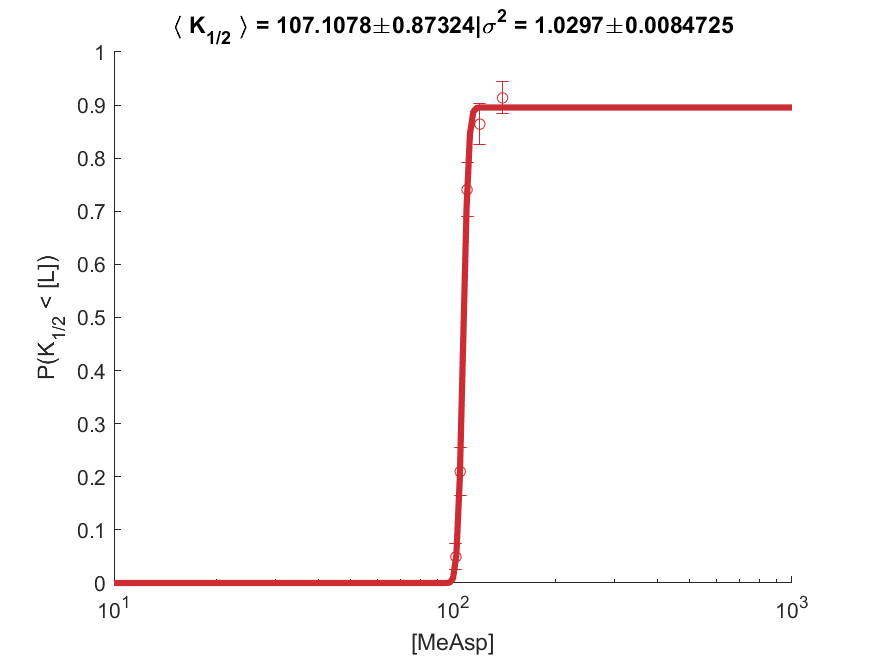 ⟨ K1/2 ⟩ = 107.1078±0.87324|σ2 = 1.0297±0.0084725
1
0.9
0.8
0.7
0.6
0.5
0.4
0.3
0.2
0.1
0
P(K1/2 < [L])
101 102 103
[MeAsp]